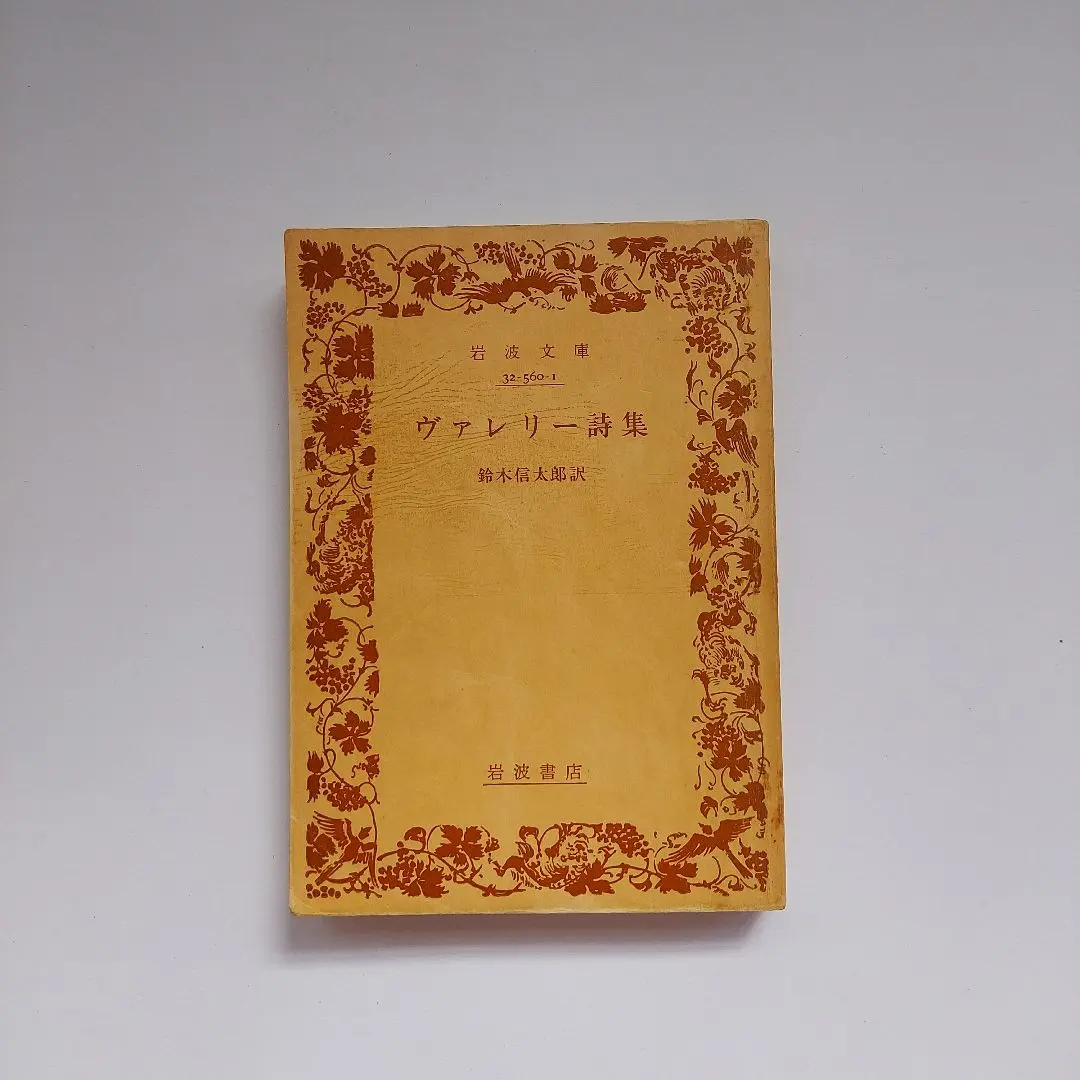 岩波文庫
32-560-1
ヴァレリー詩集
鈴木信太郎訳
岩波書店